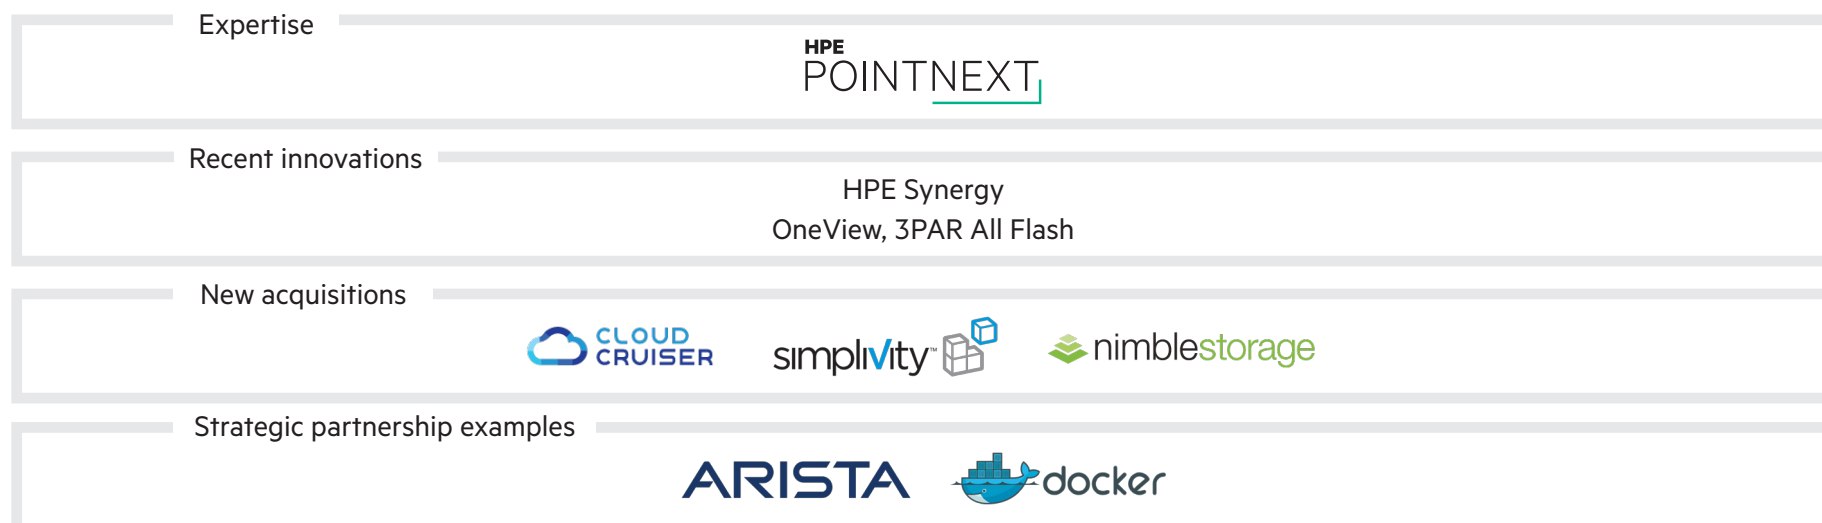 Expertise
HPE
POINTNEXT
Recent innovations
HPE Synergy
OneView, 3PAR All Flash
New acquisitions
CLOUD
CRUISER
simplivity™
nimblestorage
Strategic partnership examples
ARISTA
docker